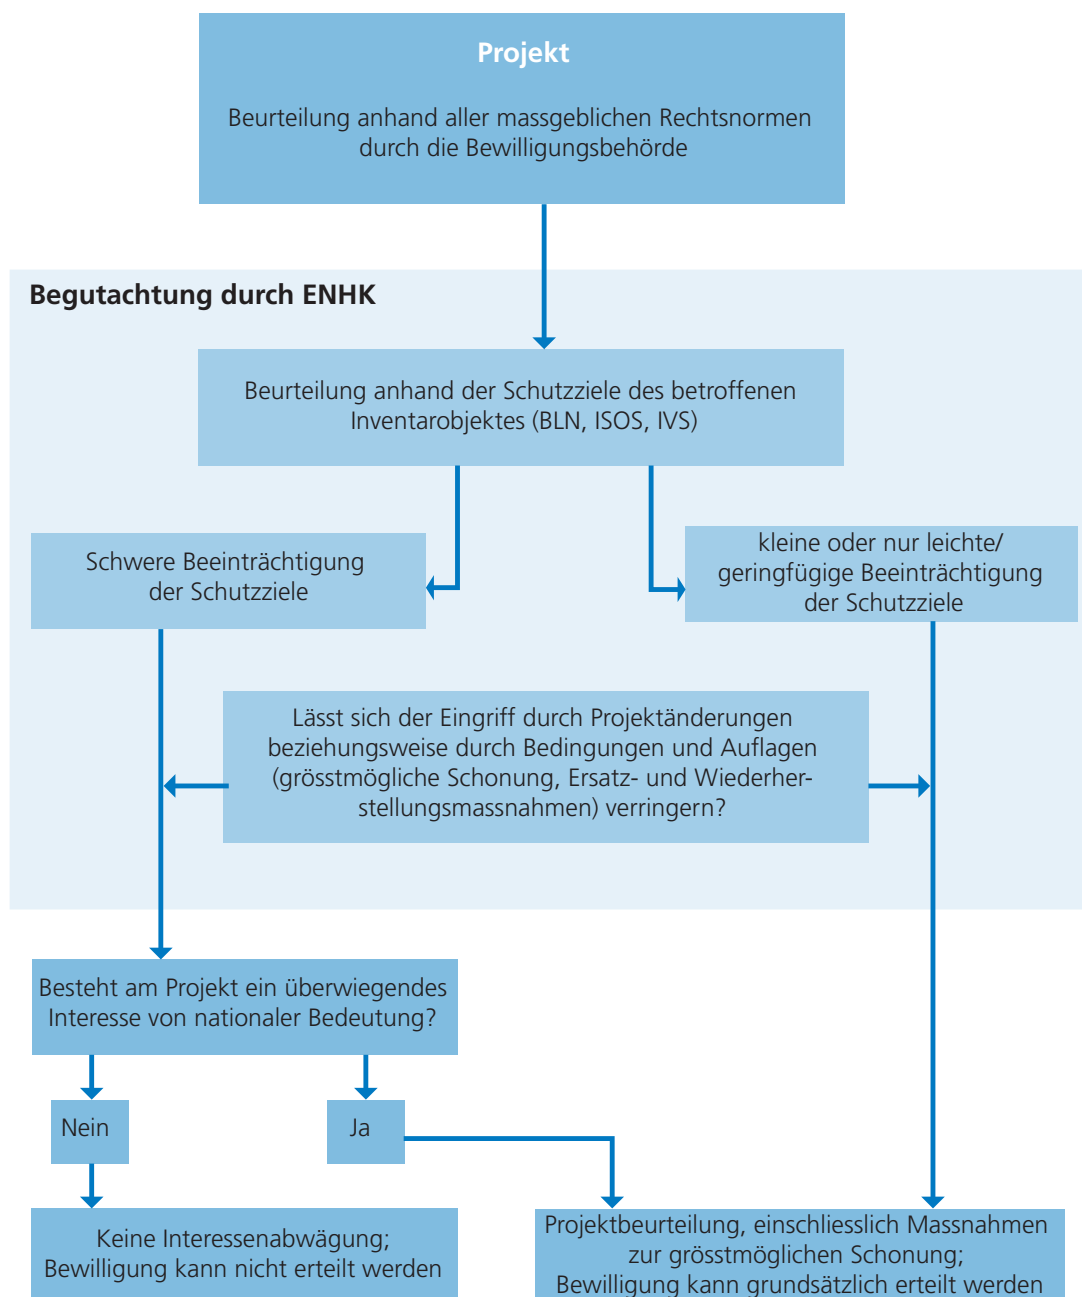 Projekt
Beurteilung anhand aller massgeblichen Rechtsnormen
durch die Bewilligungsbehörde
Begutachtung durch ENHK
Beurteilung anhand der Schutzziele des betroffenen
Inventarobjektes (BLN, ISOS, IVS)
Schwere Beeinträchtigung
der Schutzziele
kleine oder nur leichte/
geringfügige Beeinträchtigung
der Schutzziele
Lässt sich der Eingriff durch Projektänderungen
beziehungsweise durch Bedingungen und Auflagen
(grösstmögliche Schonung, Ersatz- und Wiederher-
stellungsmassnahmen) verringern?
Besteht am Projekt ein überwiegendes
Interesse von nationaler Bedeutung?
Nein
Ja
Keine Interessenabwägung;
Bewilligung kann nicht erteilt werden
Projektbeurteilung, einschliesslich Massnahmen
zur grösstmöglichen Schonung;
Bewilligung kann grundsätzlich erteilt werden